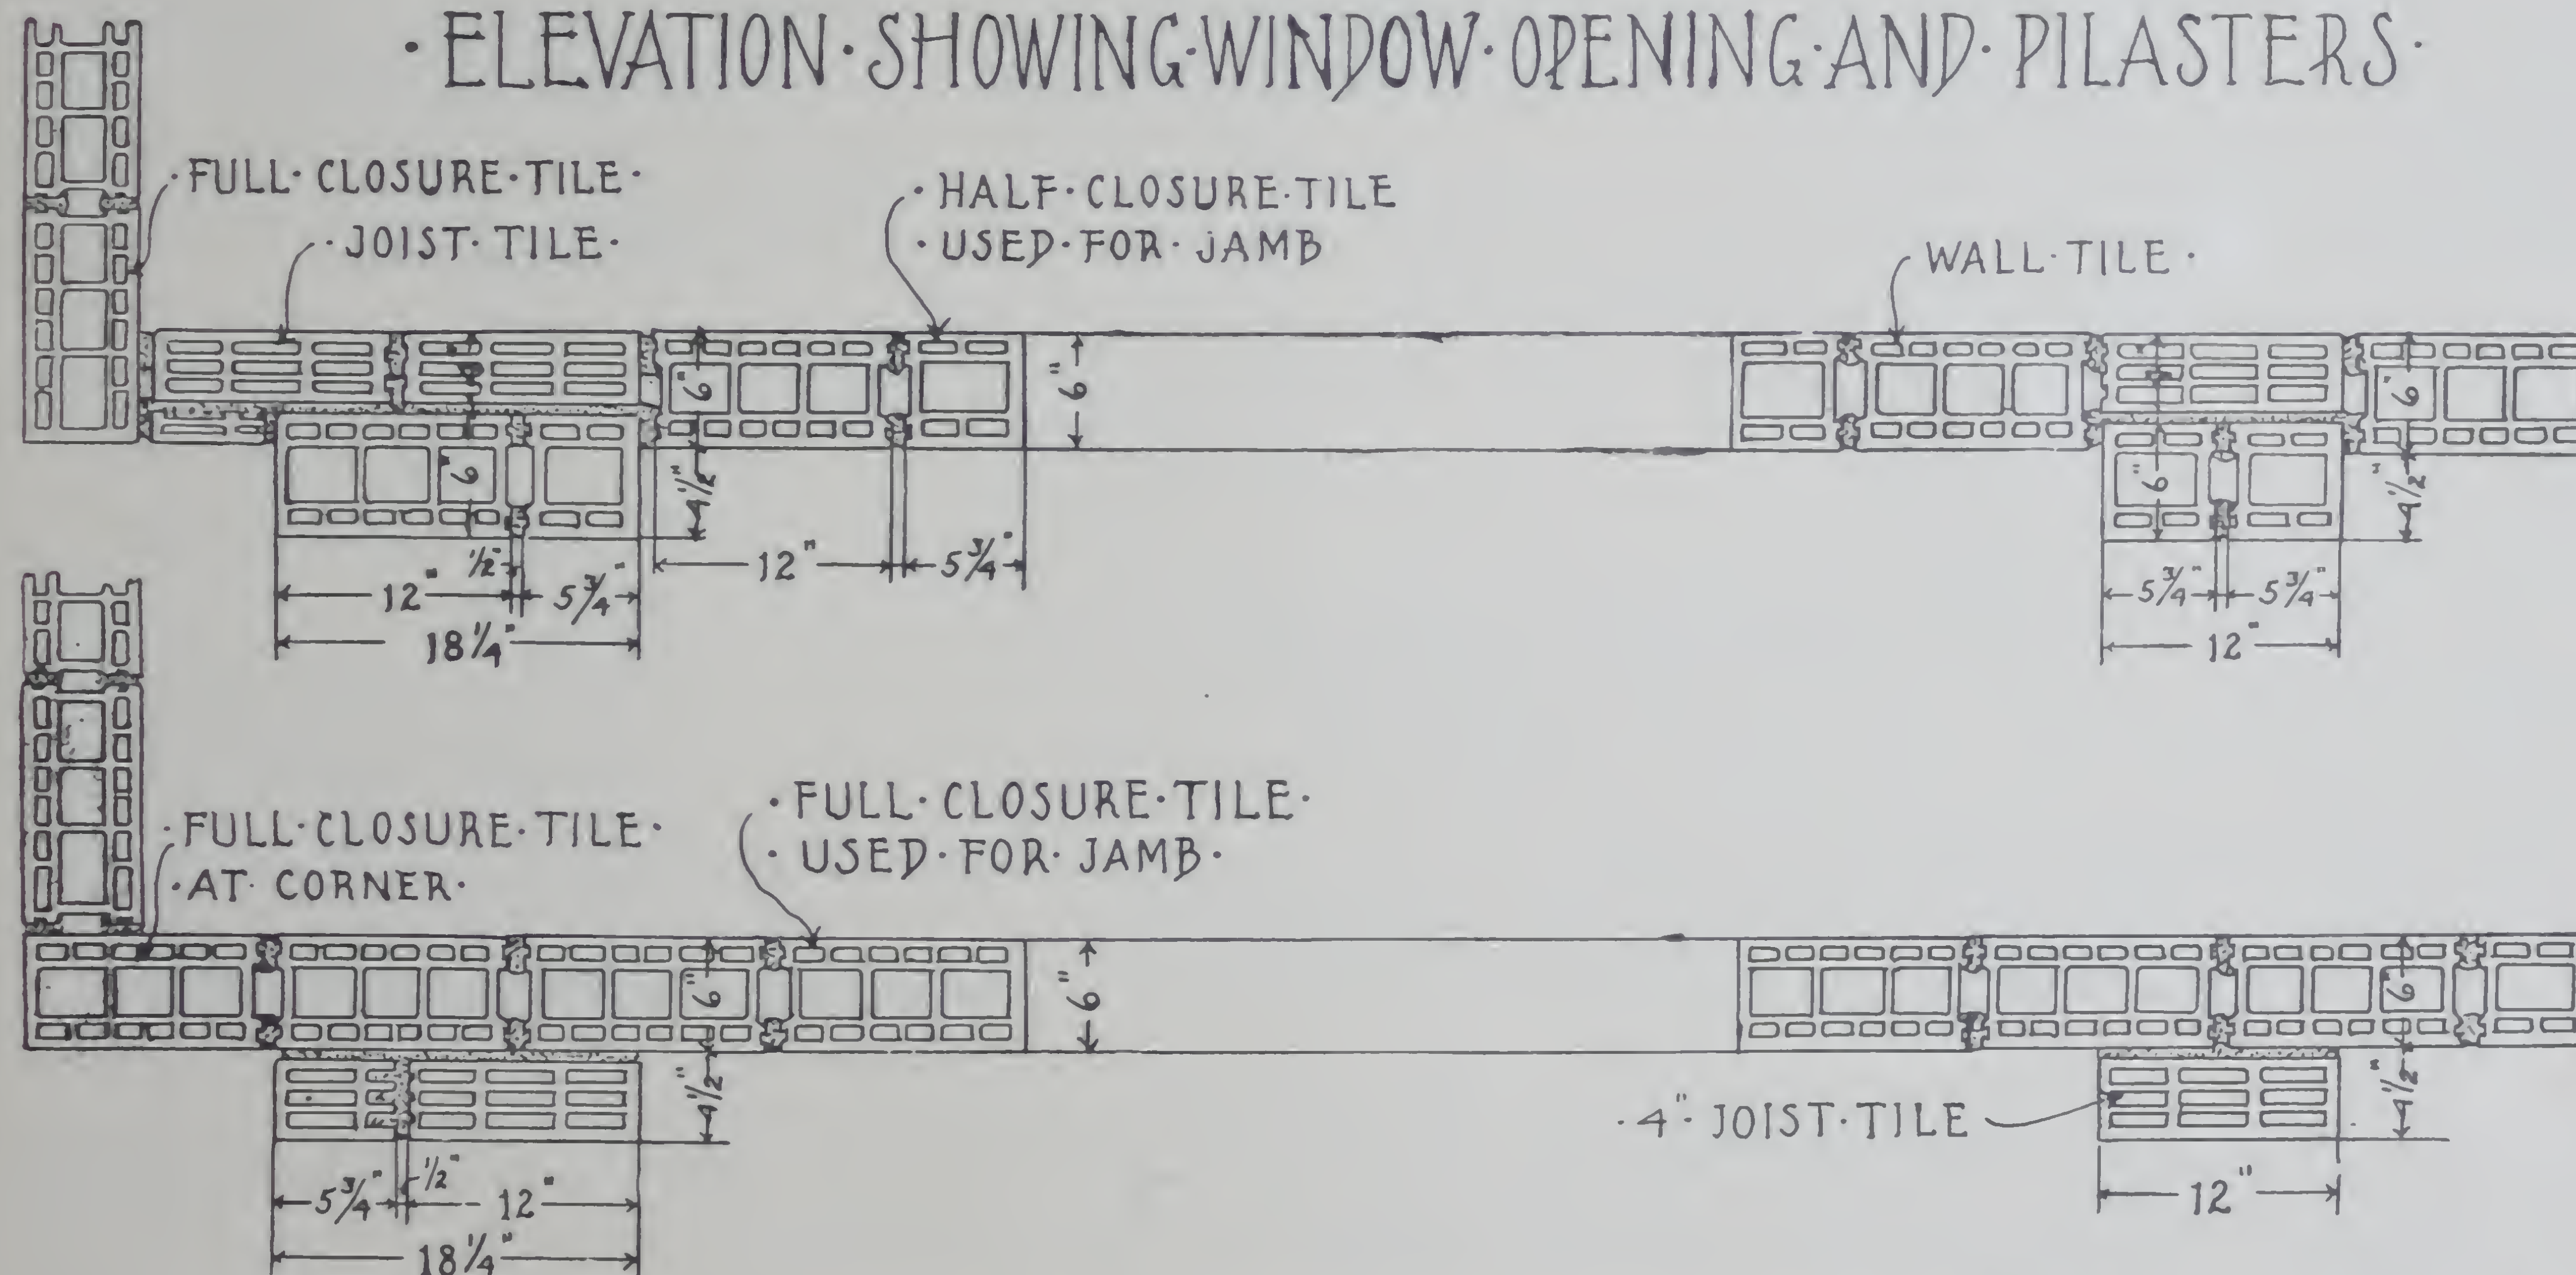 ·ELEVATION·SHOWING·WINDOW·OPENING·AND·PILASTERS·
·FULL·CLOSURE·TILE·
·JOIST·TILE·
·HALF·CLOSURE·TILE
·USED·FOR·JAMB
WALL·TILE·
6" 6" 6"
6" 4½" 6" 4½"
½" 12" 5¾"
12" 5¾" 5¾" 5¾"
18¼" 12"
·FULL·CLOSURE·TILE·
·USED·FOR·JAMB·
·FULL·CLOSURE·TILE·
·AT·CORNER·
6" 6" 6"
4½" 4½"
·4"·JOIST·TILE
5¾" ½" 12" 12"
18¼"